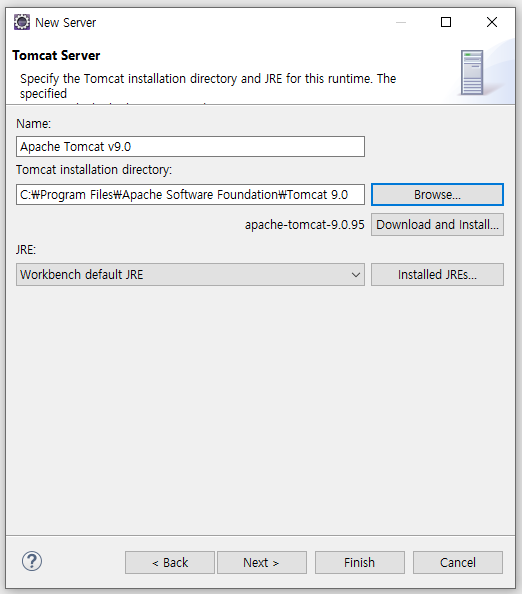 New Server
Tomcat Server
Specify the Tomcat installation directory and JRE for this runtime. The
specified
Name:
Apache Tomcat v9.0
Tomcat installation directory:
C:₩Program Files₩Apache Software Foundation₩Tomcat 9.0
Browse...
apache-tomcat-9.0.95
Download and Install...
JRE:
Workbench default JRE
Installed JREs...
?
< Back
Next >
Finish
Cancel